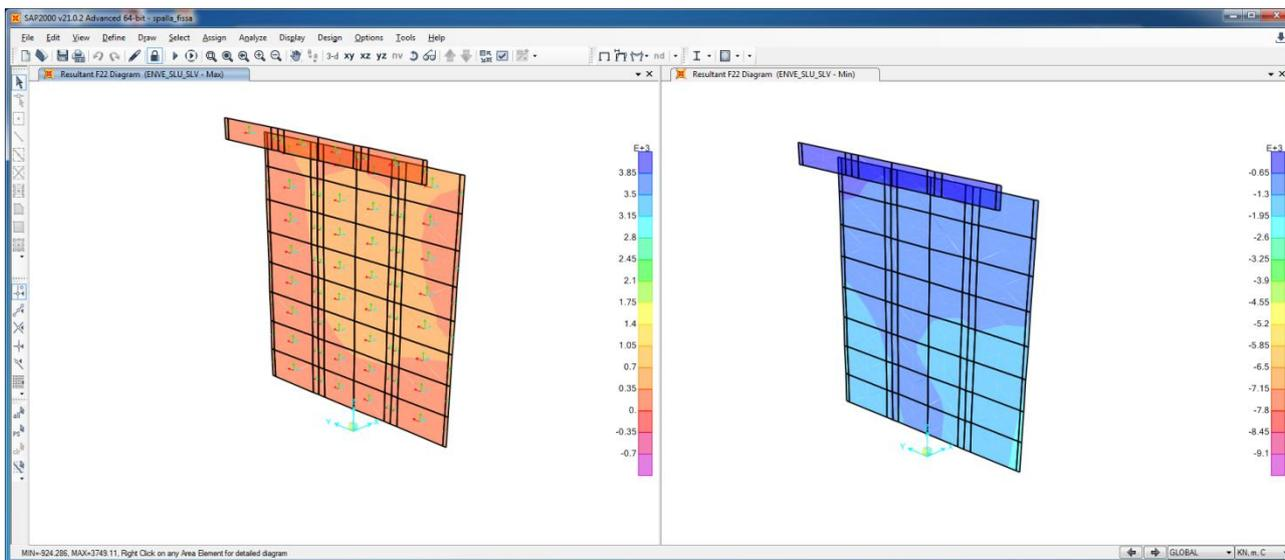 SAP2000 v21.0.2 Advanced 64-bit - spalla_fissa
File Edit View Define Draw Select Assign Analyze Display Design Options Tools Help
3-d xy xz yz nv nd
Resultant F22 Diagram (ENVE_SLU_SLV - Max)
Resultant F22 Diagram (ENVE_SLU_SLV - Min)
E+3
3.85
3.5
3.15
2.8
2.45
2.1
1.75
1.4
1.05
0.7
0.35
0.
-0.35
-0.7
E+3
-0.65
-1.3
-1.95
-2.6
-3.25
-3.9
-4.55
-5.2
-5.85
-6.5
-7.15
-7.8
-8.45
-9.1
all
PS
clr
MIN=-924.286, MAX=3749.11, Right Click on any Area Element for detailed diagram
GLOBAL
KN, m, C